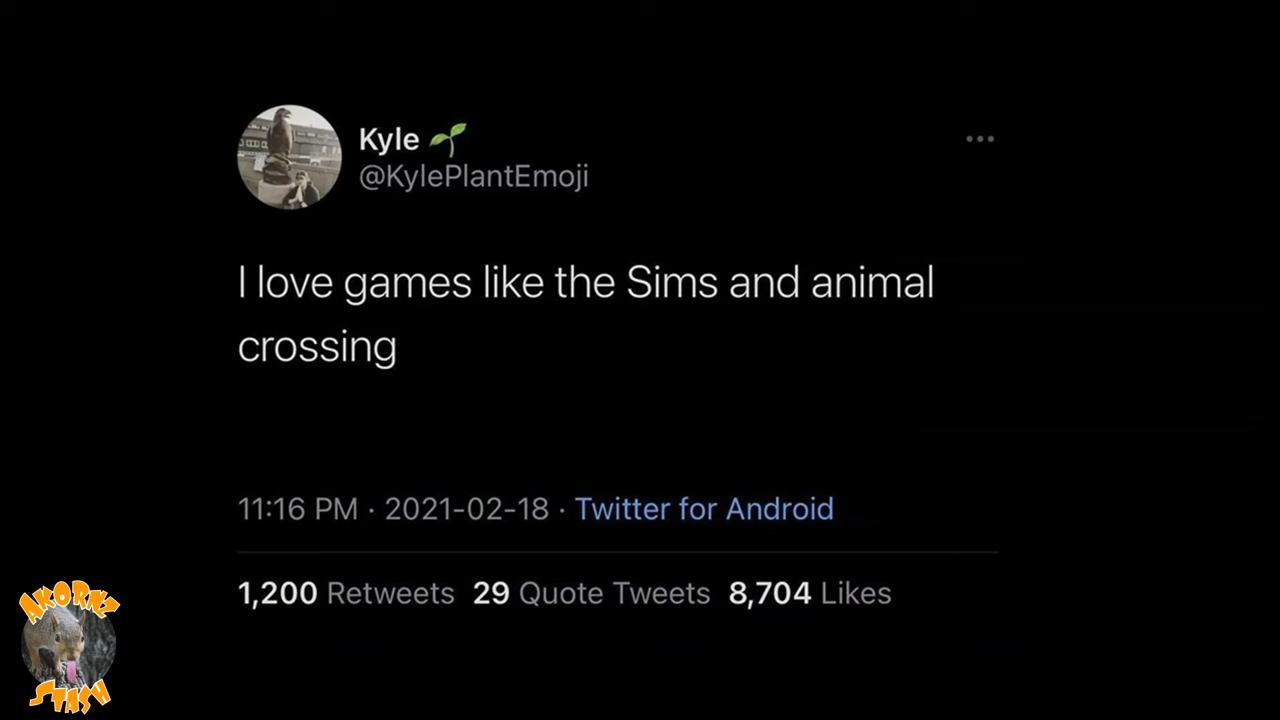 Kyle 🌱
@KylePlantEmoji
I love games like the Sims and animal
crossing
11:16 PM · 2021-02-18 · Twitter for Android
1,200 Retweets 29 Quote Tweets 8,704 Likes
AKORNZ
STASH